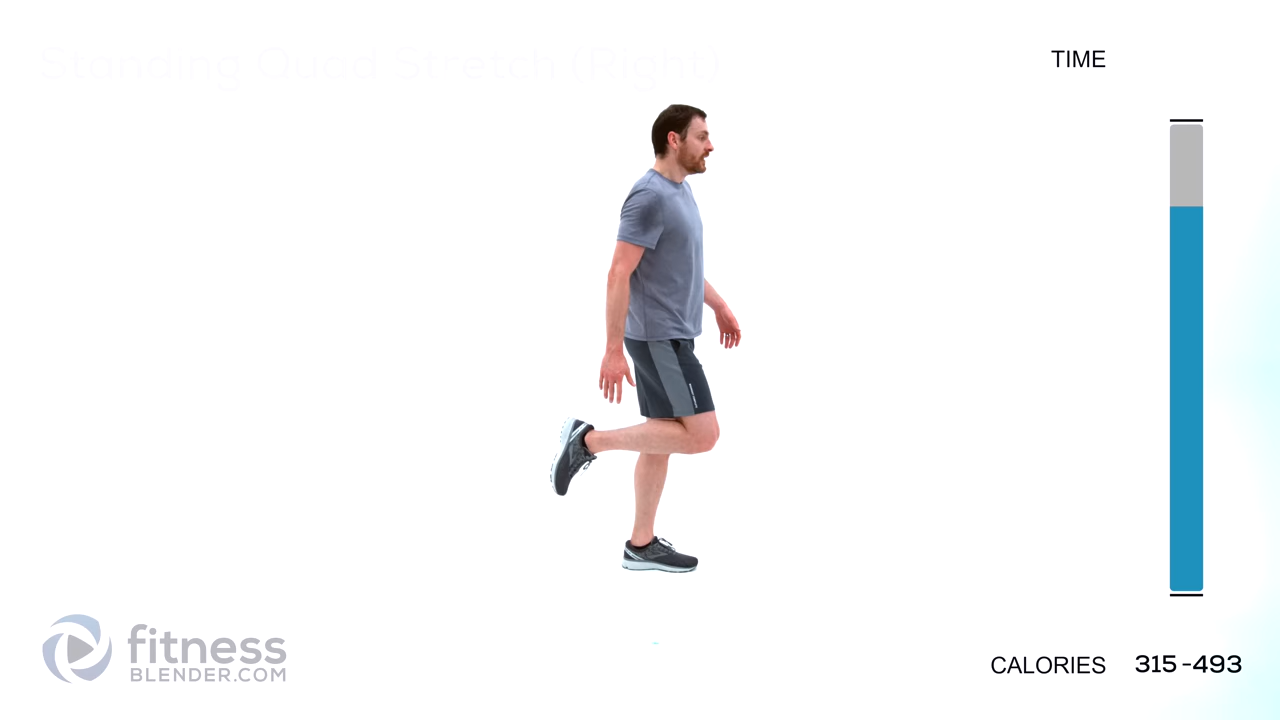 Standing Quad Stretch (Right)
TIME
fitness
BLENDER.COM
CALORIES 315-493